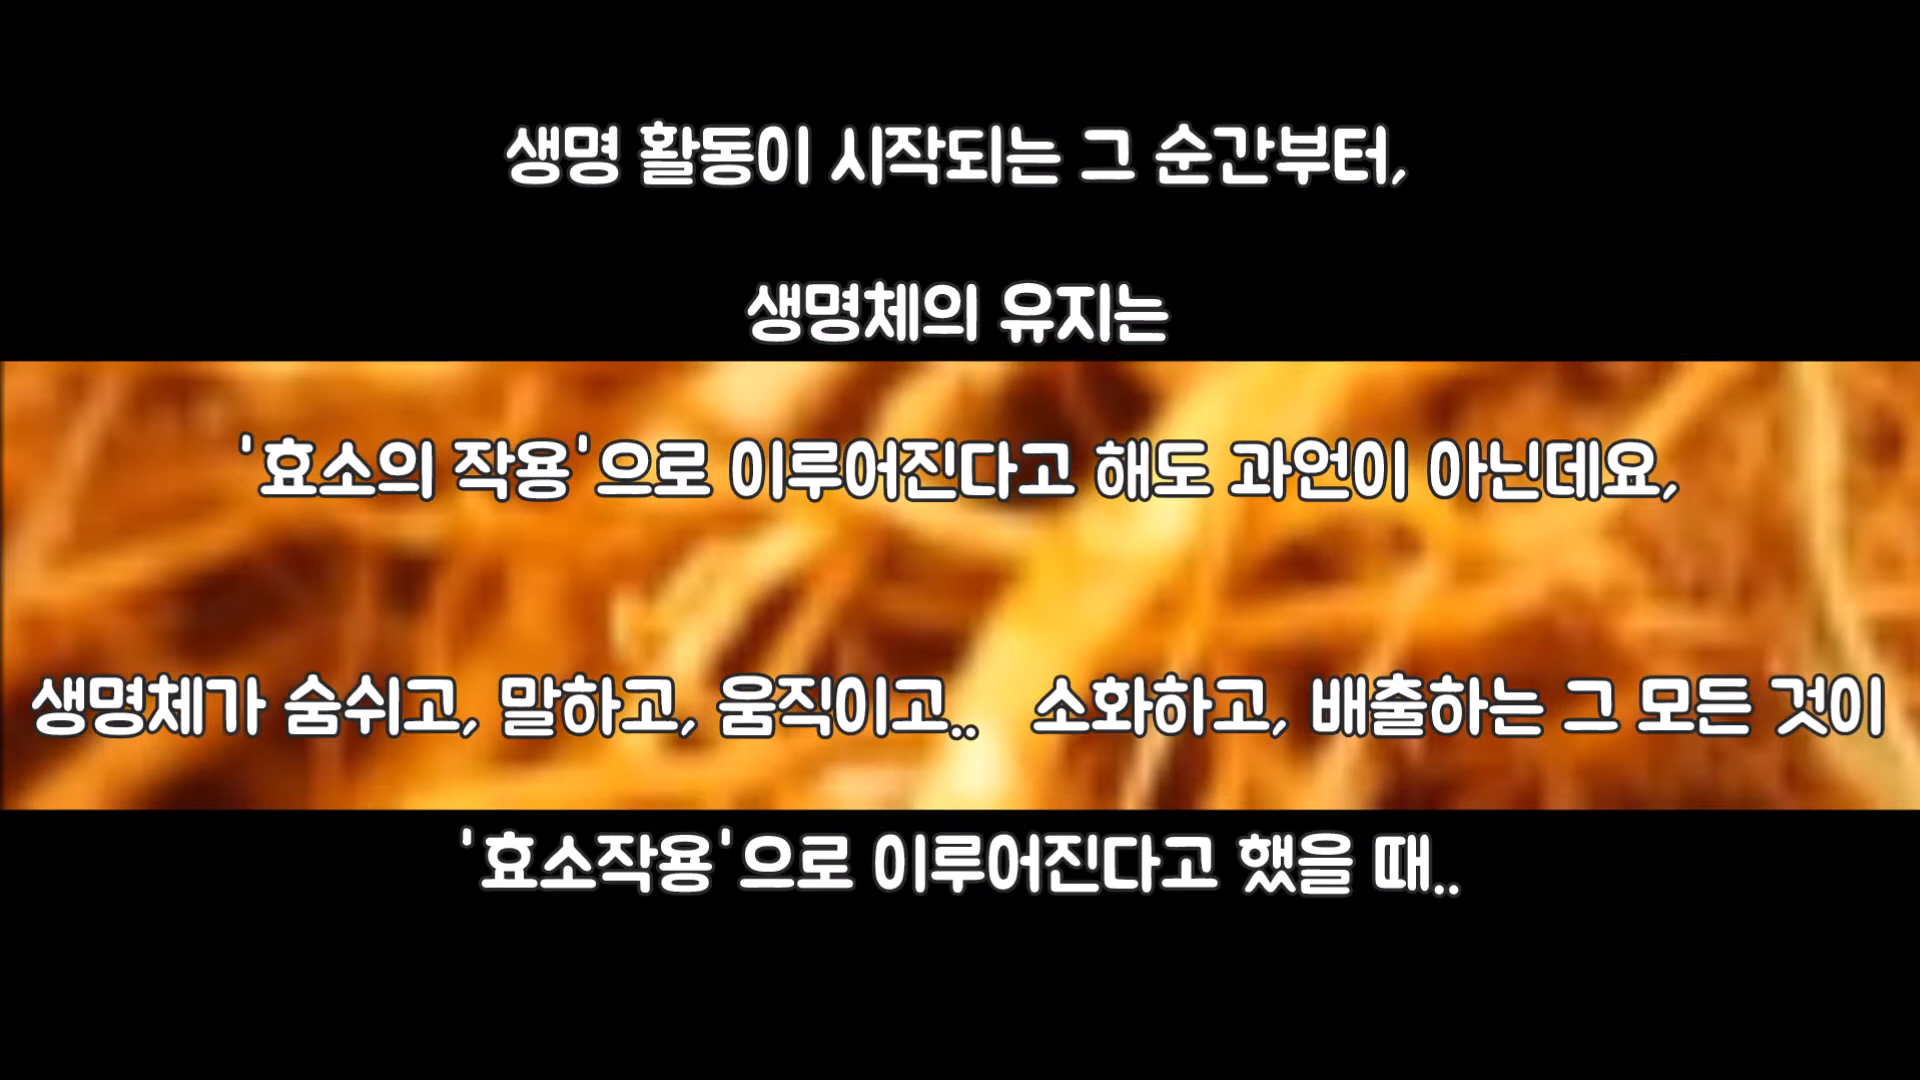 생명 활동이 시작되는 그 순간부터,
생명체의 유지는
'효소의 작용'으로 이루어진다고 해도 과언이 아닌데요,
생명체가 숨쉬고, 말하고, 움직이고.. 소화하고, 배출하는 그 모든 것이
'효소작용'으로 이루어진다고 했을 때..